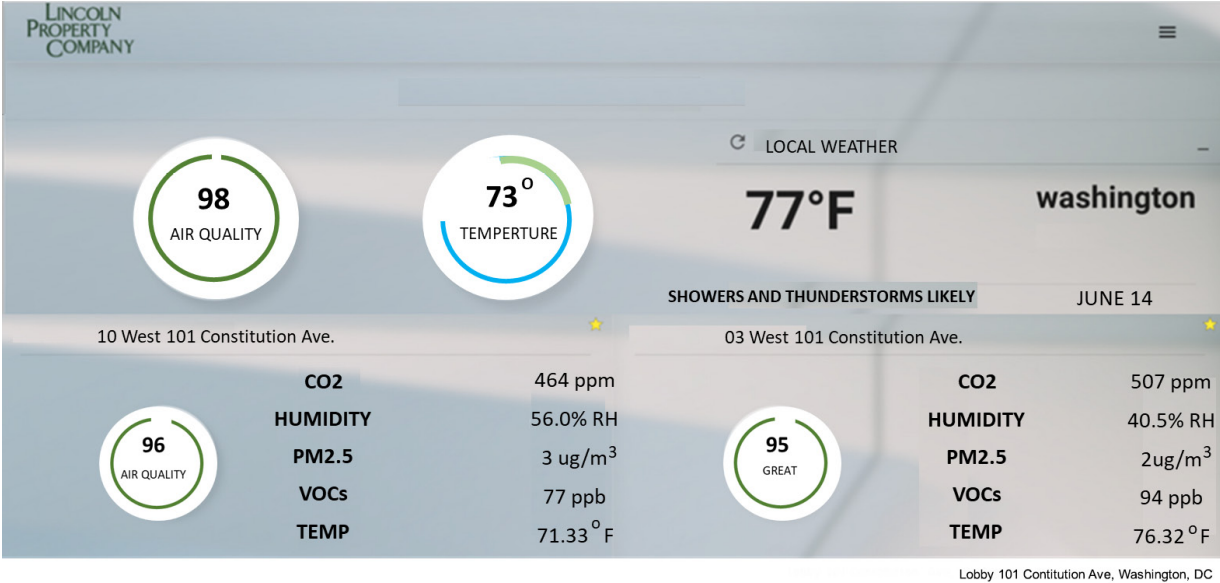 LINCOLN
PROPERTY
COMPANY
98
AIR QUALITY
73°
TEMPERTURE
LOCAL WEATHER
77°F
washington
SHOWERS AND THUNDERSTORMS LIKELY
JUNE 14
10 West 101 Constitution Ave.
96
AIR QUALITY
CO2 464 ppm
HUMIDITY 56.0% RH
PM2.5 3 ug/m³
VOCs 77 ppb
TEMP 71.33°F
03 West 101 Constitution Ave.
95
GREAT
CO2 507 ppm
HUMIDITY 40.5% RH
PM2.5 2ug/m³
VOCs 94 ppb
TEMP 76.32°F
Lobby 101 Contitution Ave, Washington, DC